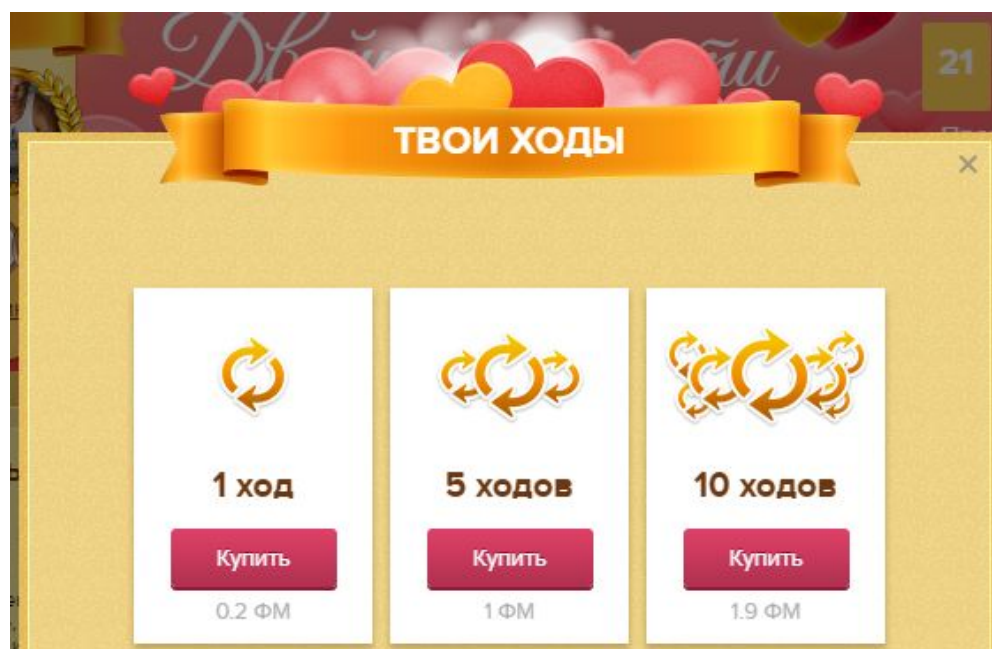 21
ТВОИ ХОДЫ
1 ход
5 ходов
10 ходов
Купить
Купить
Купить
0.2 ФМ
1 ФМ
1.9 ФМ